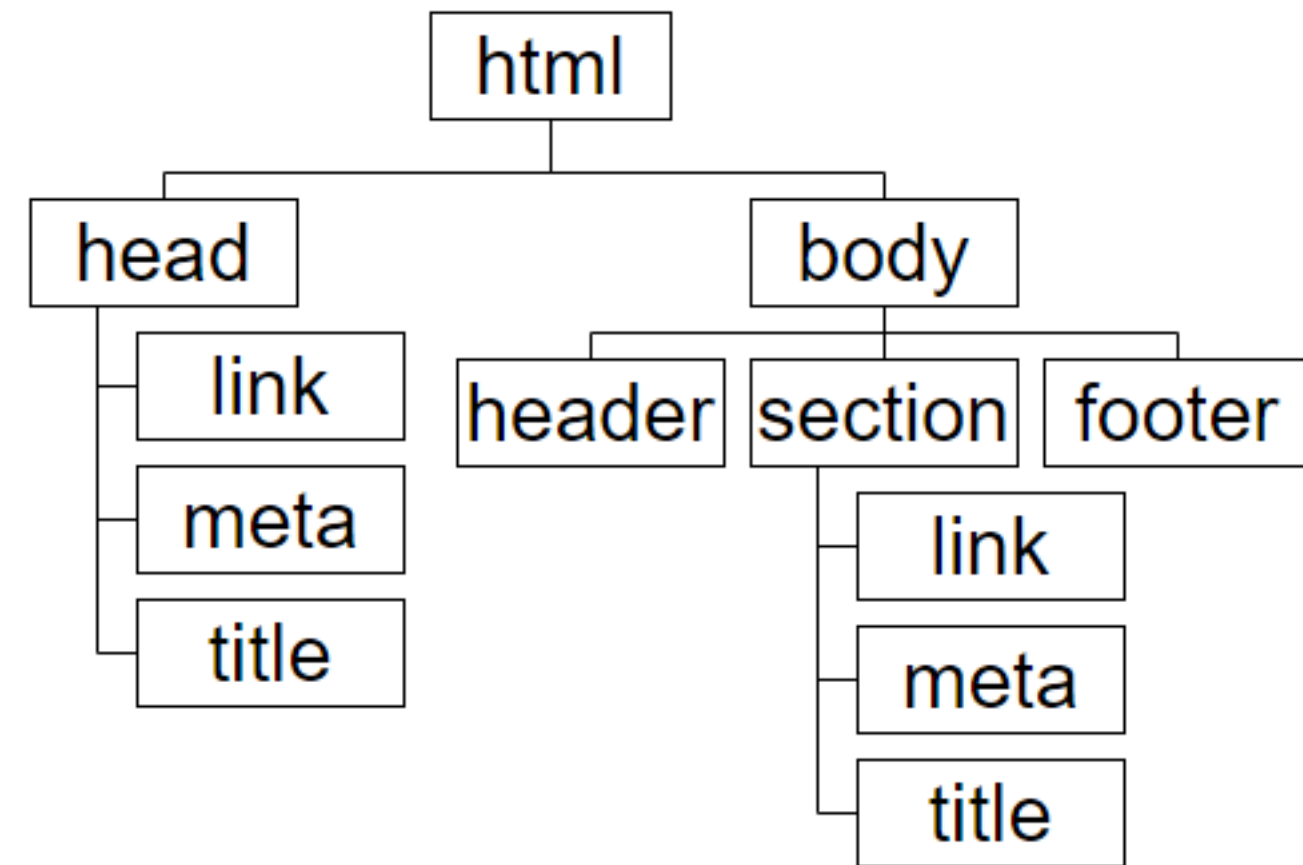 html
head
body
link
meta
title
header
section
footer
link
meta
title